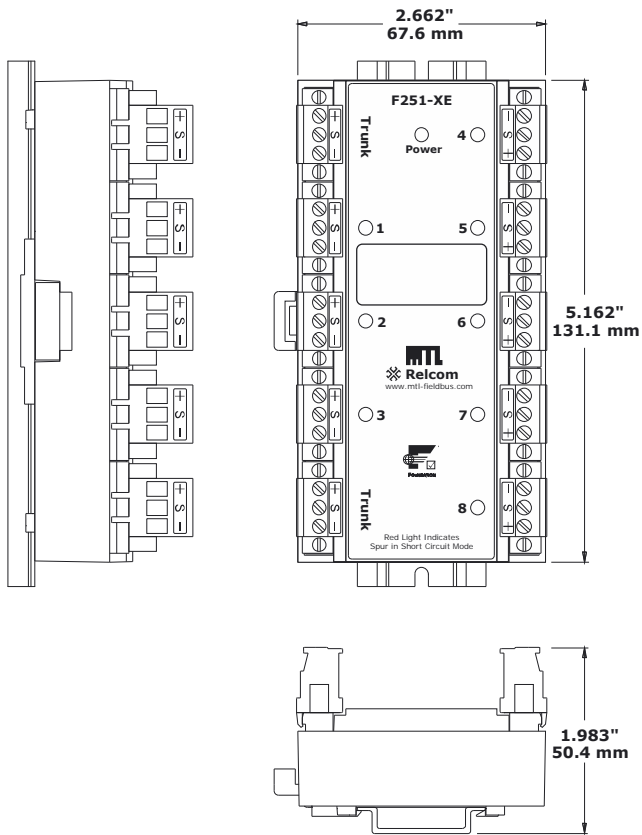 2.662"
67.6 mm
F251-XE
Trunk
Power
4
+ S −
+ S −
− S +
1
5
+ S −
+ S −
− S +
5.162"
131.1 mm
2
6
+ S −
+ S −
− S +
MTL
Relcom
www.mtl-fieldbus.com
3
7
+ S −
+ S −
− S +
FOUNDATION
Trunk
8
+ S −
+ S −
− S +
Red Light Indicates
Spur in Short Circuit Mode
1.983"
50.4 mm